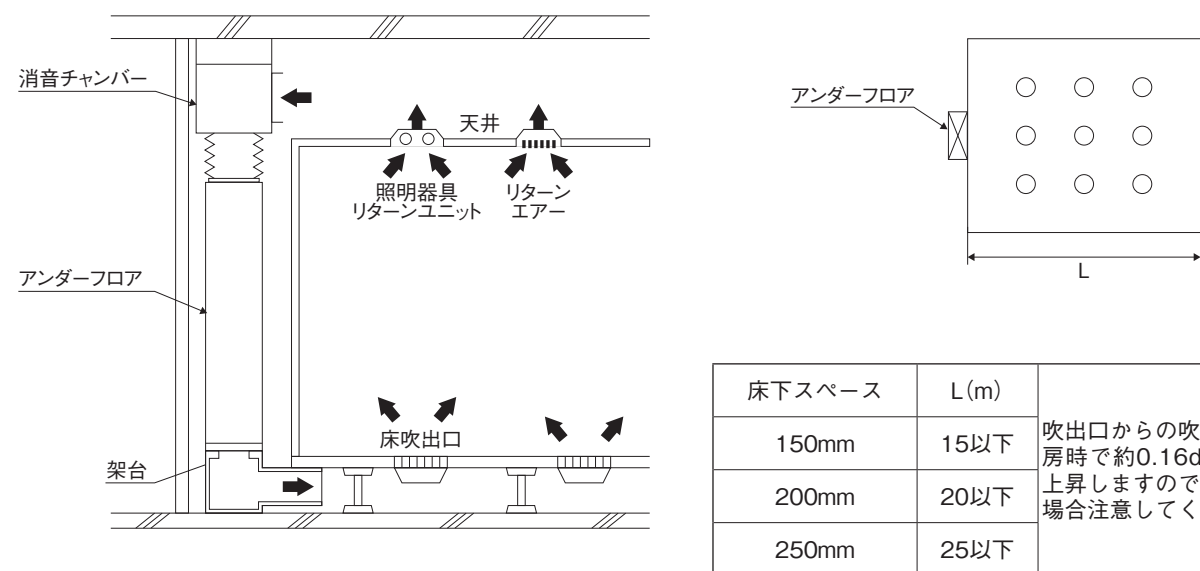 消音チャンバー
天井
照明器具
リターンユニット
リターン
エアー
アンダーフロア
床吹出口
架台
アンダーフロア
L
床下スペース
L(m)
150mm
15以下
200mm
20以下
250mm
25以下
吹出口からの吹
房時で約0.16d
上昇しますので
場合注意してく